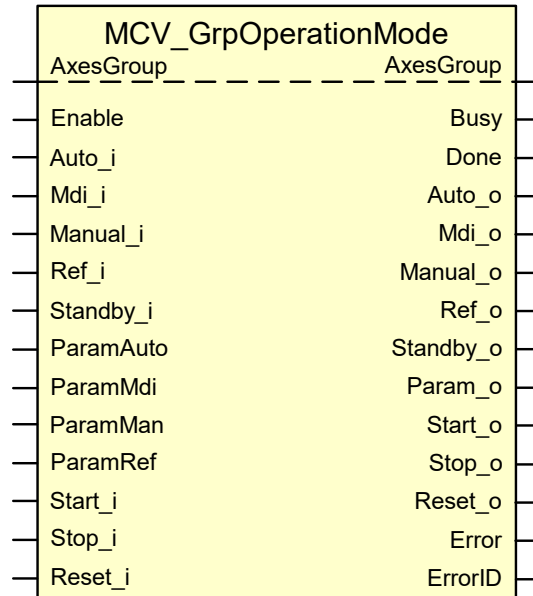 MCV_GrpOperationMode
AxesGroup AxesGroup
Enable Busy
Auto_i Done
Mdi_i Auto_o
Manual_i Mdi_o
Ref_i Manual_o
Standby_i Ref_o
ParamAuto Standby_o
ParamMdi Param_o
ParamMan Start_o
ParamRef Stop_o
Start_i Reset_o
Stop_i Error
Reset_i ErrorID